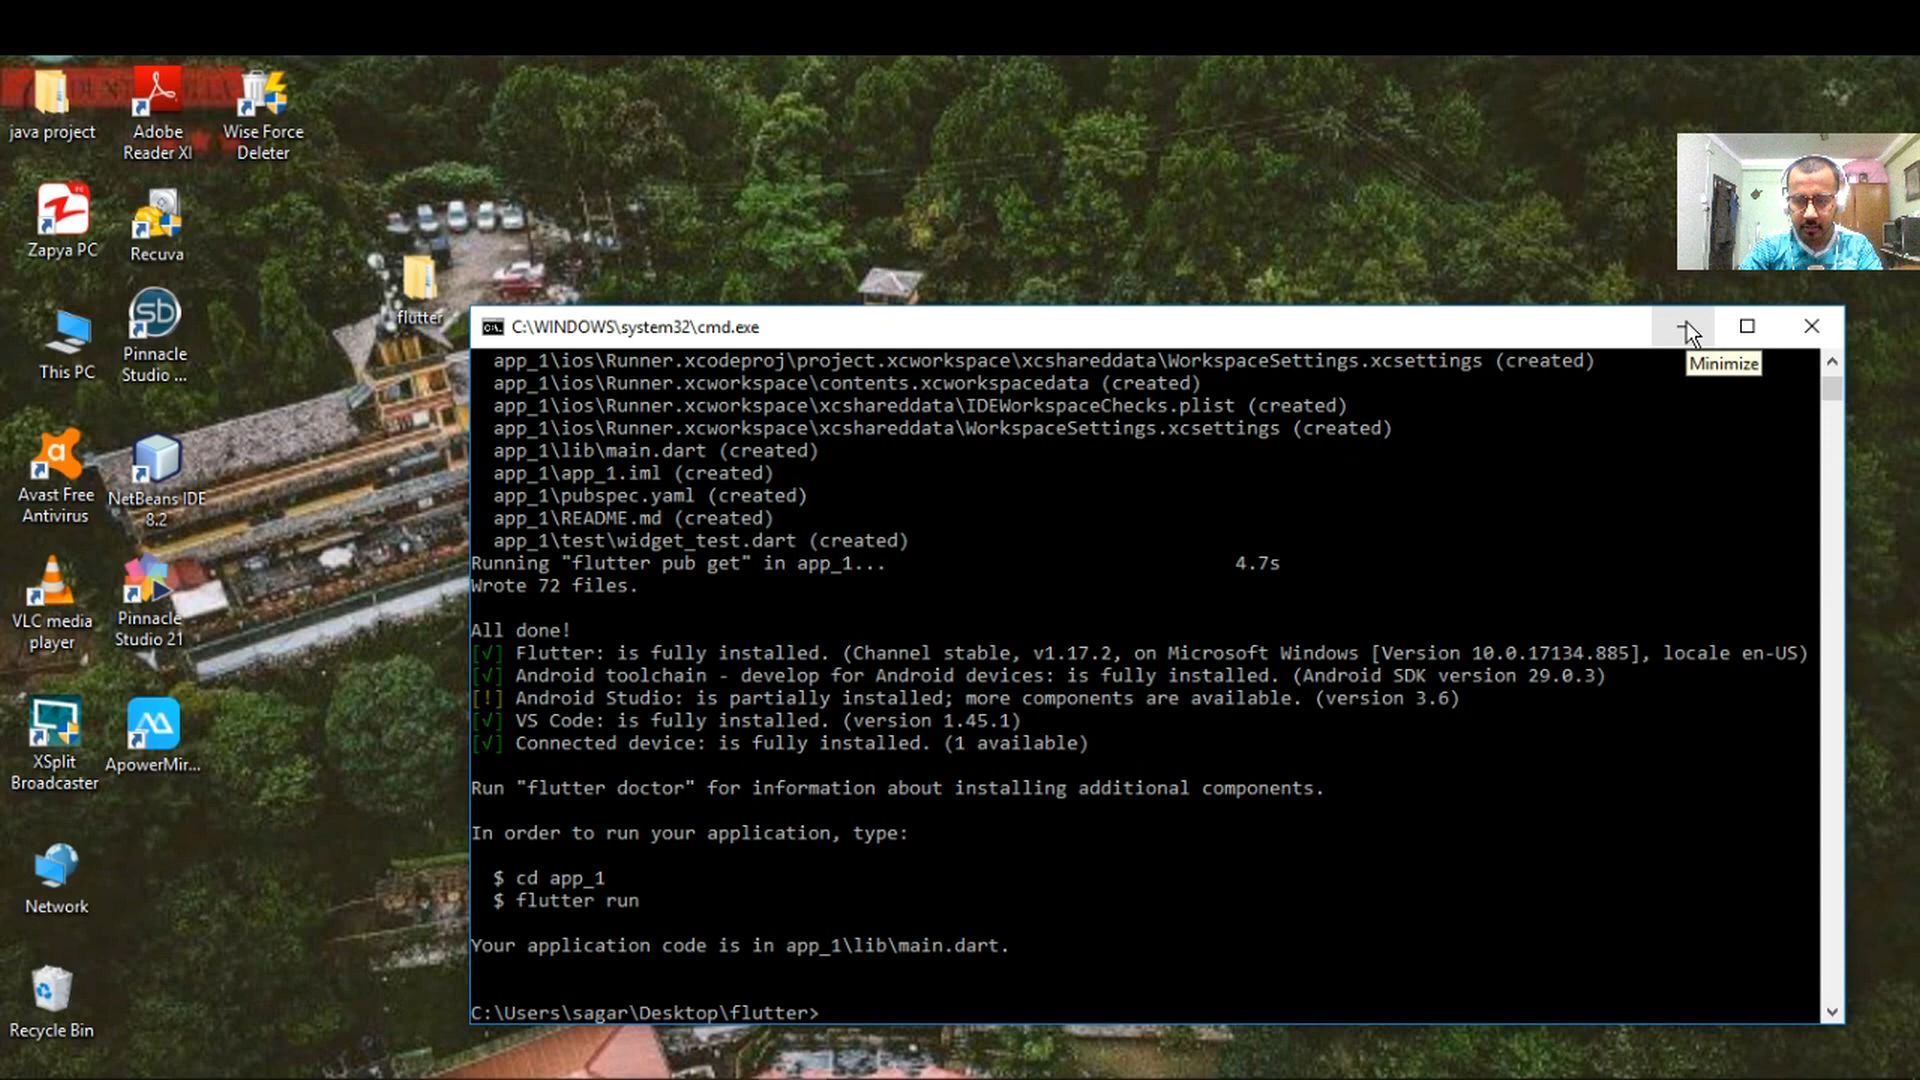 java project
Adobe
Reader XI
Wise Force
Deleter
Zapya PC
Recuva
flutter
This PC
Pinnacle
Studio ...
Avast Free
Antivirus
NetBeans IDE
8.2
VLC media
player
Pinnacle
Studio 21
XSplit
Broadcaster
ApowerMir...
Network
Recycle Bin
C:\WINDOWS\system32\cmd.exe
Minimize
app_1\ios\Runner.xcodeproj\project.xcworkspace\xcshareddata\WorkspaceSettings.xcsettings (created)
app_1\ios\Runner.xcworkspace\contents.xcworkspacedata (created)
app_1\ios\Runner.xcworkspace\xcshareddata\IDEWorkspaceChecks.plist (created)
app_1\ios\Runner.xcworkspace\xcshareddata\WorkspaceSettings.xcsettings (created)
app_1\lib\main.dart (created)
app_1\app_1.iml (created)
app_1\pubspec.yaml (created)
app_1\README.md (created)
app_1\test\widget_test.dart (created)
Running "flutter pub get" in app_1... 4.7s
Wrote 72 files.
All done!
[√] Flutter: is fully installed. (Channel stable, v1.17.2, on Microsoft Windows [Version 10.0.17134.885], locale en-US)
[√] Android toolchain - develop for Android devices: is fully installed. (Android SDK version 29.0.3)
[!] Android Studio: is partially installed; more components are available. (version 3.6)
[√] VS Code: is fully installed. (version 1.45.1)
[√] Connected device: is fully installed. (1 available)
Run "flutter doctor" for information about installing additional components.
In order to run your application, type:
$ cd app_1
$ flutter run
Your application code is in app_1\lib\main.dart.
C:\Users\sagar\Desktop\flutter>